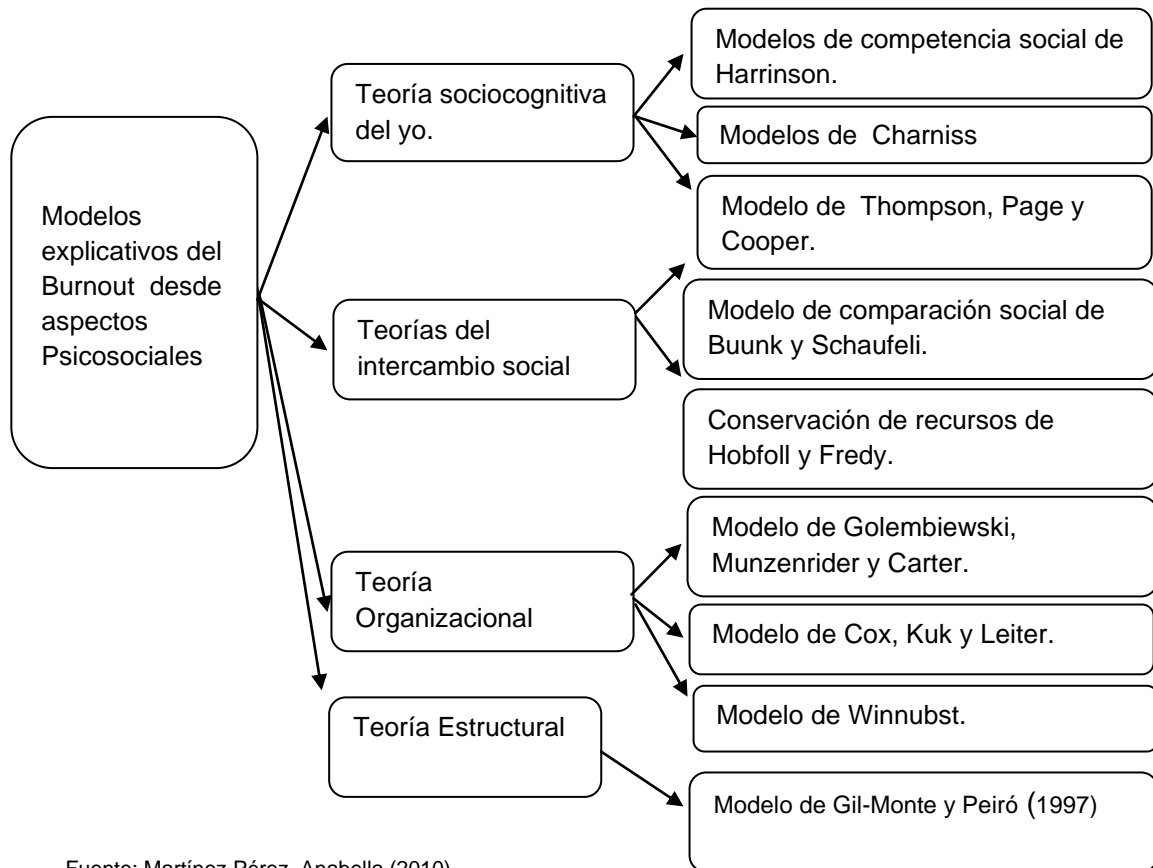 Modelos
explicativos del
Burnout desde
aspectos
Psicosociales
Teoría sociocognitiva
del yo.
Modelos de competencia social de
Harrinson.
Modelos de Charniss
Modelo de Thompson, Page y
Cooper.
Teorías del
intercambio social
Modelo de comparación social de
Buunk y Schaufeli.
Conservación de recursos de
Hobfoll y Fredy.
Teoría
Organizacional
Modelo de Golembiewski,
Munzenrider y Carter.
Modelo de Cox, Kuk y Leiter.
Modelo de Winnubst.
Teoría Estructural
Modelo de Gil-Monte y Peiró (1997)
Fuente: Martínez Pérez, Anabella (2010)